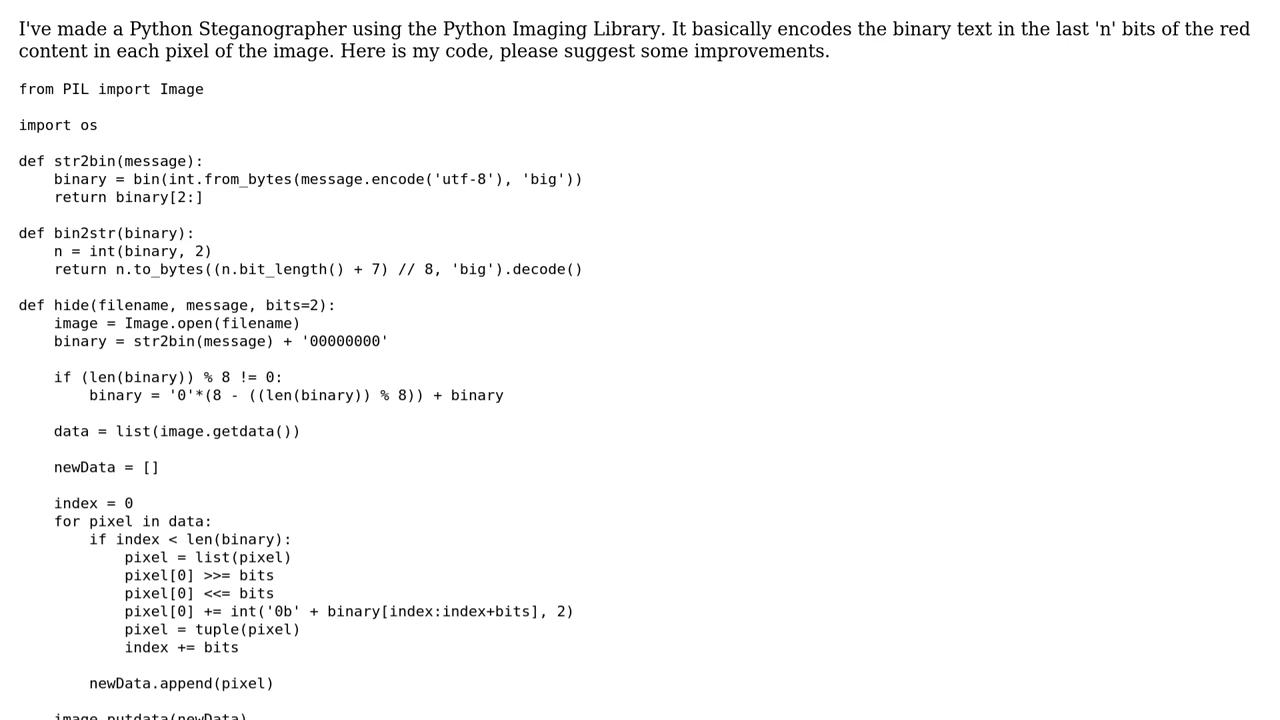 I've made a Python Steganographer using the Python Imaging Library. It basically encodes the binary text in the last 'n' bits of the red
content in each pixel of the image. Here is my code, please suggest some improvements.
from PIL import Image
import os
def str2bin(message):
    binary = bin(int.from_bytes(message.encode('utf-8'), 'big'))
    return binary[2:]
def bin2str(binary):
    n = int(binary, 2)
    return n.to_bytes((n.bit_length() + 7) // 8, 'big').decode()
def hide(filename, message, bits=2):
    image = Image.open(filename)
    binary = str2bin(message) + '00000000'
    if (len(binary)) % 8 != 0:
        binary = '0'*(8 - ((len(binary)) % 8)) + binary
    data = list(image.getdata())
    newData = []
    index = 0
    for pixel in data:
        if index < len(binary):
            pixel = list(pixel)
            pixel[0] >>= bits
            pixel[0] <<= bits
            pixel[0] += int('0b' + binary[index:index+bits], 2)
            pixel = tuple(pixel)
            index += bits
        newData.append(pixel)
    image.putdata(newData)